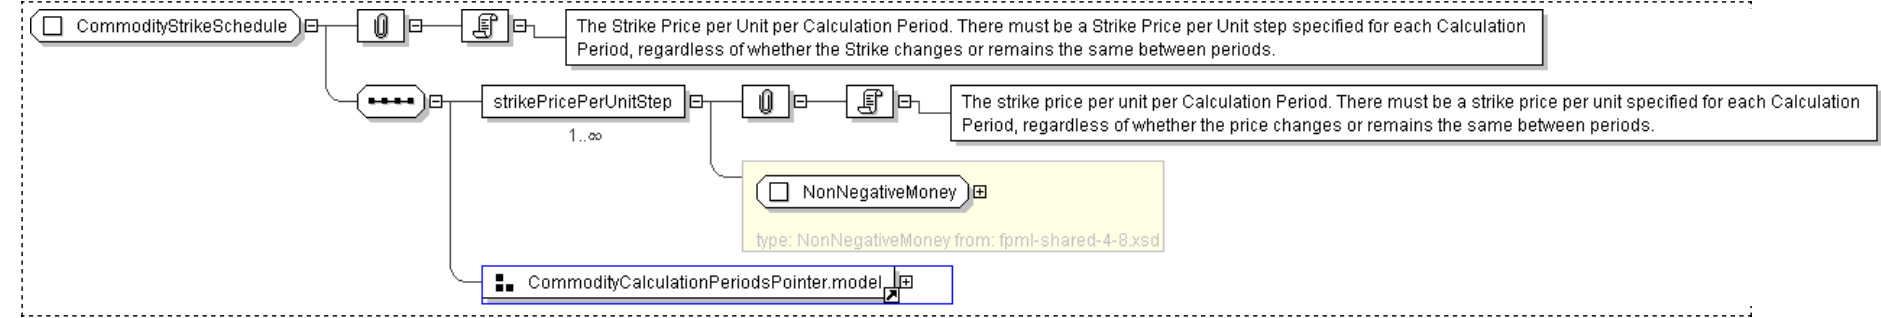 CommodityStrikeSchedule
The Strike Price per Unit per Calculation Period. There must be a Strike Price per Unit step specified for each Calculation
Period, regardless of whether the Strike changes or remains the same between periods.
strikePricePerUnitStep
1..∞
The strike price per unit per Calculation Period. There must be a strike price per unit specified for each Calculation
Period, regardless of whether the price changes or remains the same between periods.
NonNegativeMoney
type: NonNegativeMoney from: fpml-shared-4-8.xsd
CommodityCalculationPeriodsPointer.model